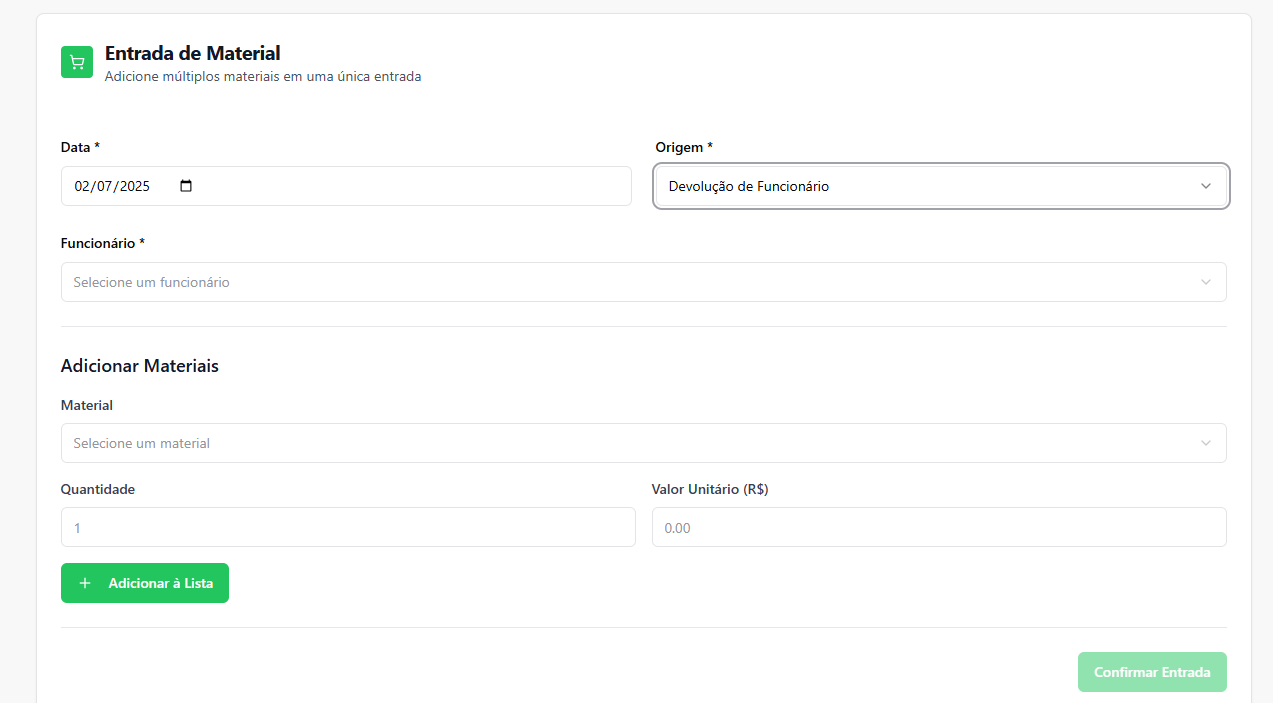 Entrada de Material
Adicione múltiplos materiais em uma única entrada
Data *
Origem *
02/07/2025
Devolução de Funcionário
Funcionário *
Selecione um funcionário
Adicionar Materiais
Material
Selecione um material
Quantidade
Valor Unitário (R$)
1
0.00
+ Adicionar à Lista
Confirmar Entrada